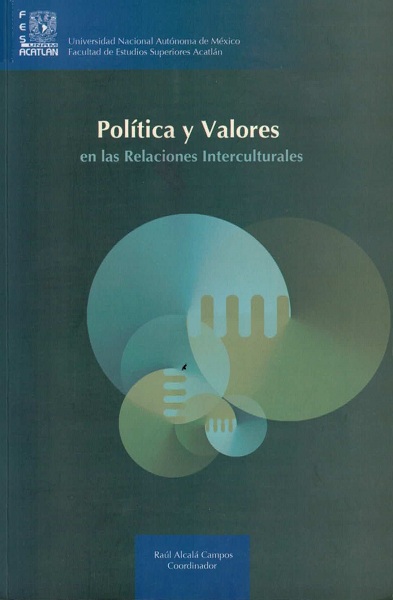 FES
UNAM
ACATLÁN
Universidad Nacional Autónoma de México
Facultad de Estudios Superiores Acatlán
Política y Valores
en las Relaciones Interculturales
Raúl Alcalá Campos
Coordinador